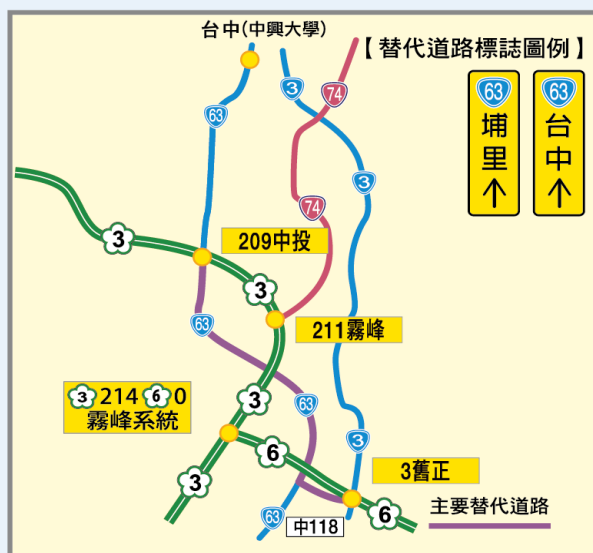 台中(中興大學)
【替代道路標誌圖例】
63
埔里↑
63
台中↑
3
74
63
3
74
3
209中投
3
63
211霧峰
3 214 6 0
霧峰系統
3
63
3
6
3舊正
3
63
中118
6
主要替代道路